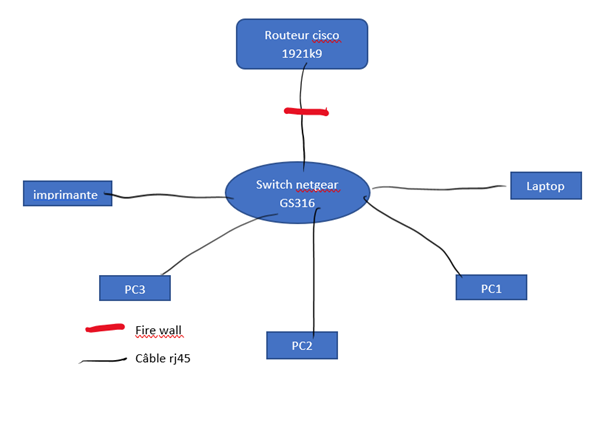 Routeur cisco
1921k9
Switch netgear
GS316
imprimante
Laptop
PC3
PC1
PC2
Fire wall
Câble rj45